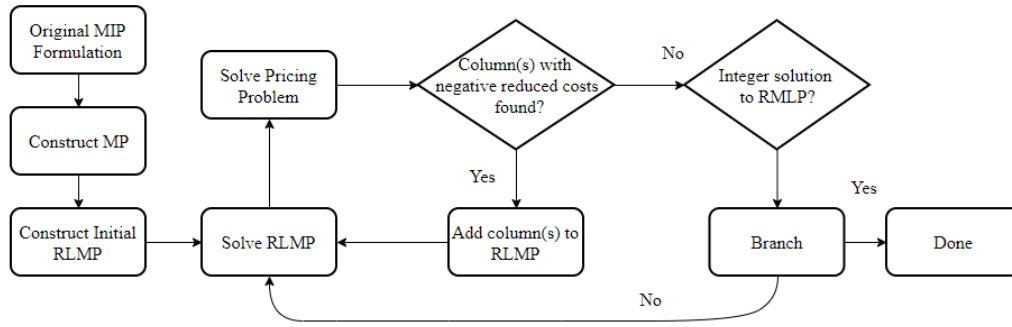 Original MIP
Formulation
Construct MP
Construct Initial
RLMP
Solve RLMP
Solve Pricing
Problem
Column(s) with
negative reduced costs
found?
Yes
Add column(s) to
RLMP
No
Integer solution
to RMLP?
Branch
Yes
Done
No